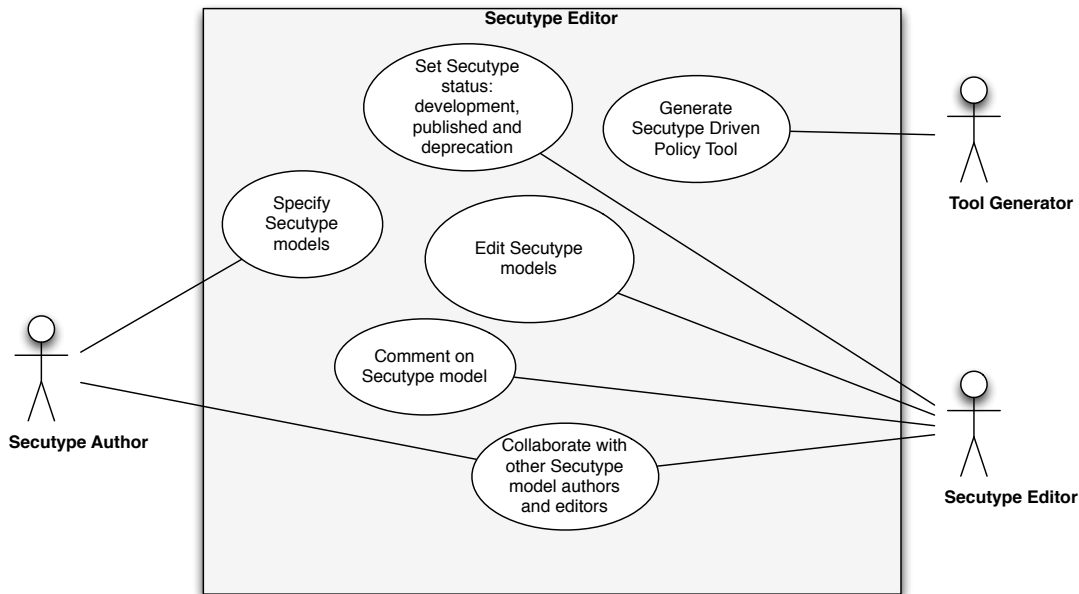 Secutype Editor
Set Secutype
status:
development,
published and
deprecation
Generate
Secutype Driven
Policy Tool
Tool Generator
Specify
Secutype
models
Edit Secutype
models
Comment on
Secutype model
Secutype Author
Collaborate with
other Secutype
model authors
and editors
Secutype Editor